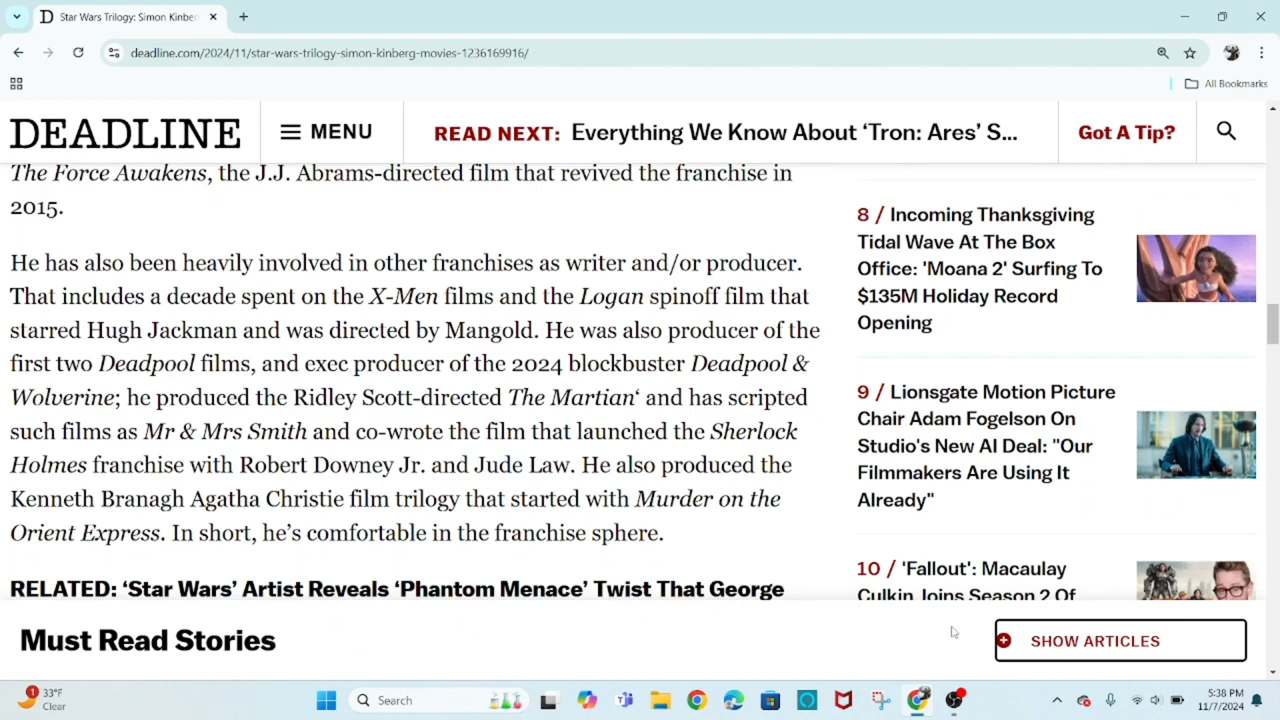 Star Wars Trilogy: Simon Kinber
deadline.com/2024/11/star-wars-trilogy-simon-kinberg-movies-1236169916/
All Bookmarks
DEADLINE
MENU
READ NEXT: Everything We Know About ‘Tron: Ares’ S...
Got A Tip?
The Force Awakens, the J.J. Abrams-directed film that revived the franchise in
2015.
He has also been heavily involved in other franchises as writer and/or producer.
That includes a decade spent on the X-Men films and the Logan spinoff film that
starred Hugh Jackman and was directed by Mangold. He was also producer of the
first two Deadpool films, and exec producer of the 2024 blockbuster Deadpool &
Wolverine; he produced the Ridley Scott-directed The Martian‘ and has scripted
such films as Mr & Mrs Smith and co-wrote the film that launched the Sherlock
Holmes franchise with Robert Downey Jr. and Jude Law. He also produced the
Kenneth Branagh Agatha Christie film trilogy that started with Murder on the
Orient Express. In short, he’s comfortable in the franchise sphere.
RELATED: ‘Star Wars’ Artist Reveals ‘Phantom Menace’ Twist That George
8 / Incoming Thanksgiving
Tidal Wave At The Box
Office: 'Moana 2' Surfing To
$135M Holiday Record
Opening
9 / Lionsgate Motion Picture
Chair Adam Fogelson On
Studio's New AI Deal: "Our
Filmmakers Are Using It
Already"
10 / 'Fallout': Macaulay
Culkin Joins Season 2 Of
Must Read Stories
SHOW ARTICLES
1
33°F
Clear
Search
5:38 PM
11/7/2024